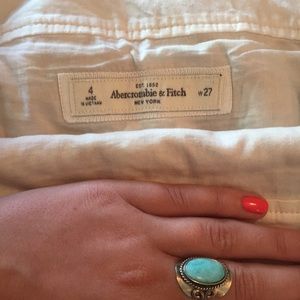 EST. 1892
4 Abercrombie & Fitch W27
MADE IN VIETNAM NEW YORK